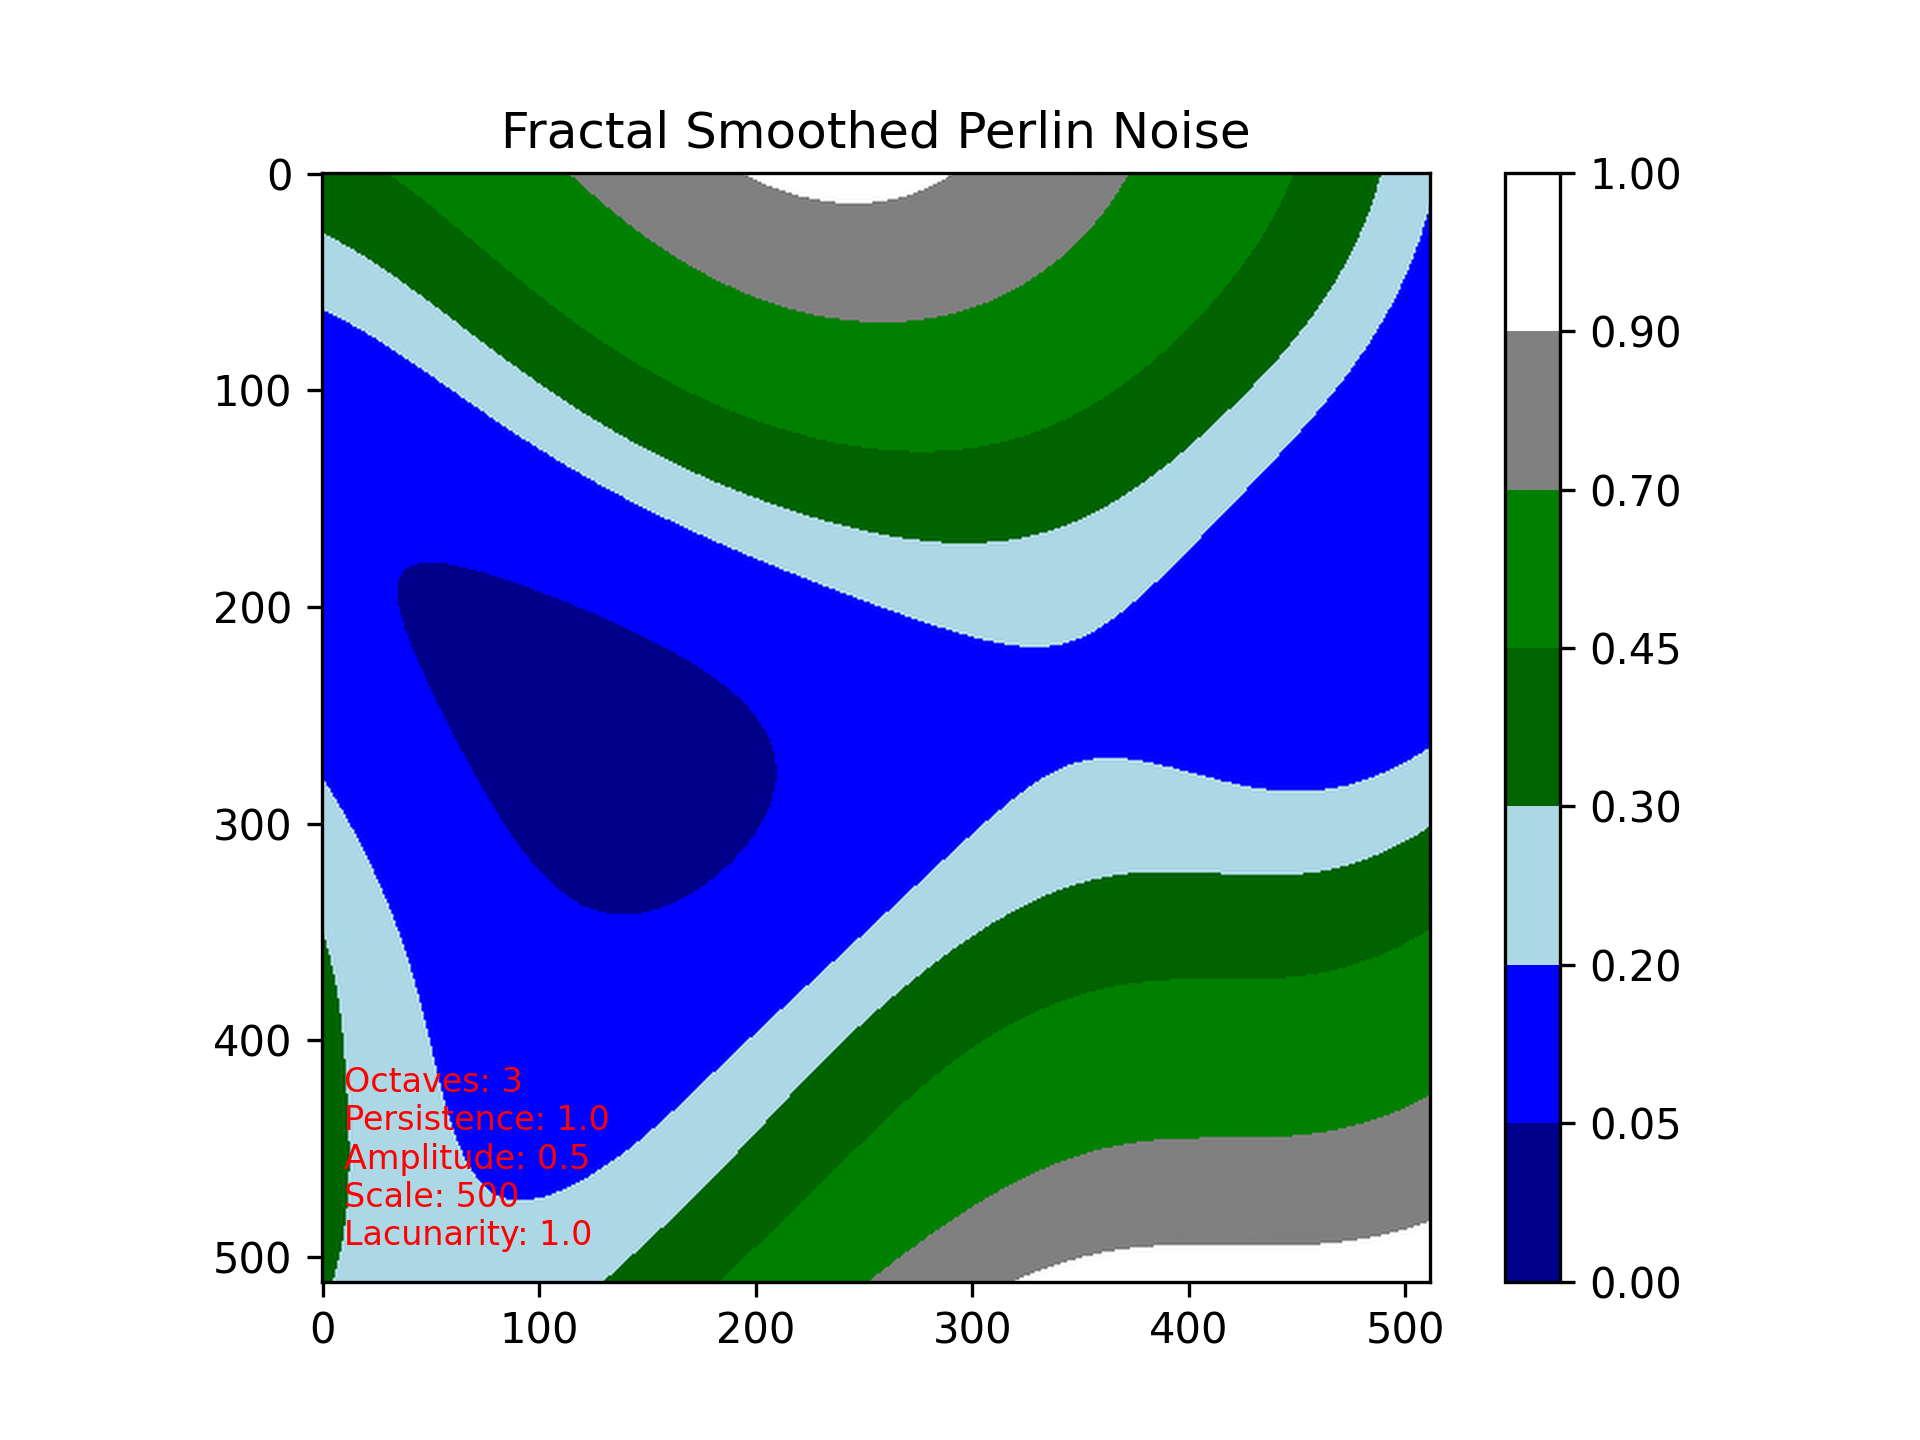 Fractal Smoothed Perlin Noise
0
100
200
300
400
500
0 100 200 300 400 500
Octaves: 3
Persistence: 1.0
Amplitude: 0.5
Scale: 500
Lacunarity: 1.0
1.00
0.90
0.70
0.45
0.30
0.20
0.05
0.00